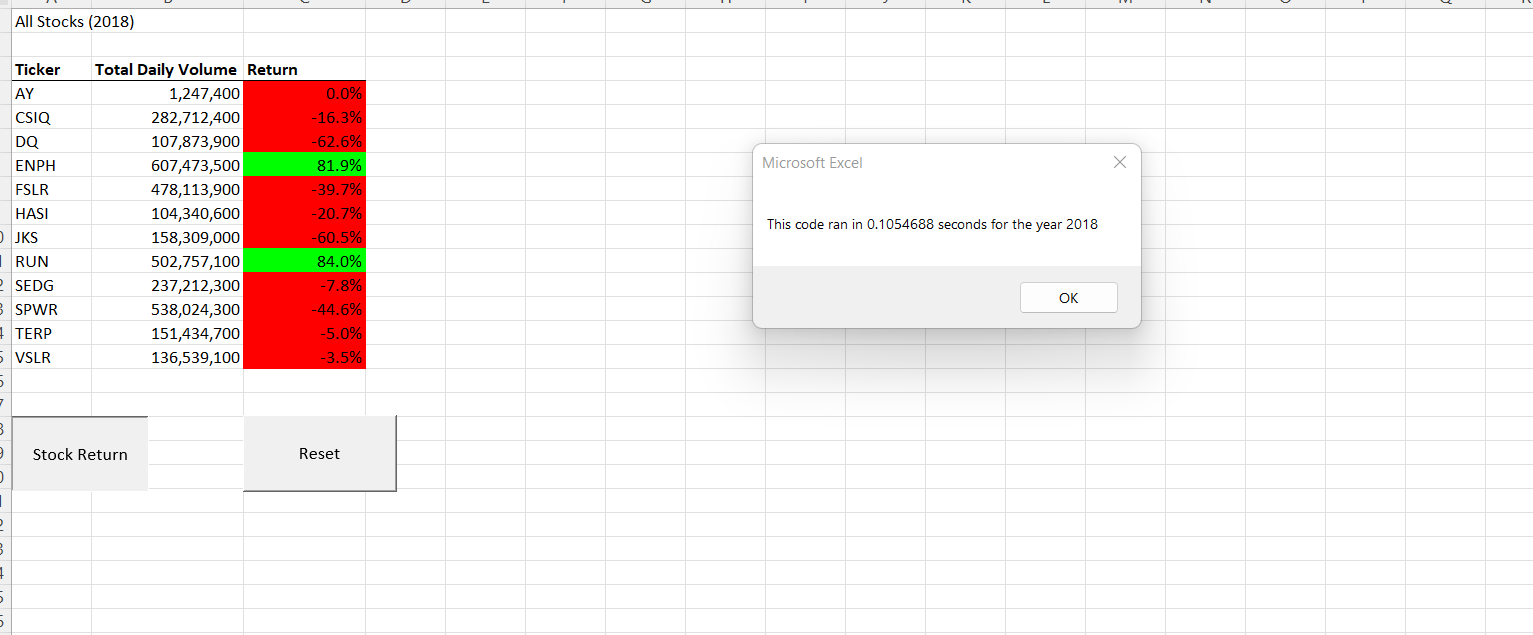 All Stocks (2018)
Ticker Total Daily Volume Return
AY 1,247,400 0.0%
CSIQ 282,712,400 -16.3%
DQ 107,873,900 -62.6%
ENPH 607,473,500 81.9%
FSLR 478,113,900 -39.7%
HASI 104,340,600 -20.7%
JKS 158,309,000 -60.5%
RUN 502,757,100 84.0%
SEDG 237,212,300 -7.8%
SPWR 538,024,300 -44.6%
TERP 151,434,700 -5.0%
VSLR 136,539,100 -3.5%
Stock Return
Reset
Microsoft Excel
This code ran in 0.1054688 seconds for the year 2018
OK